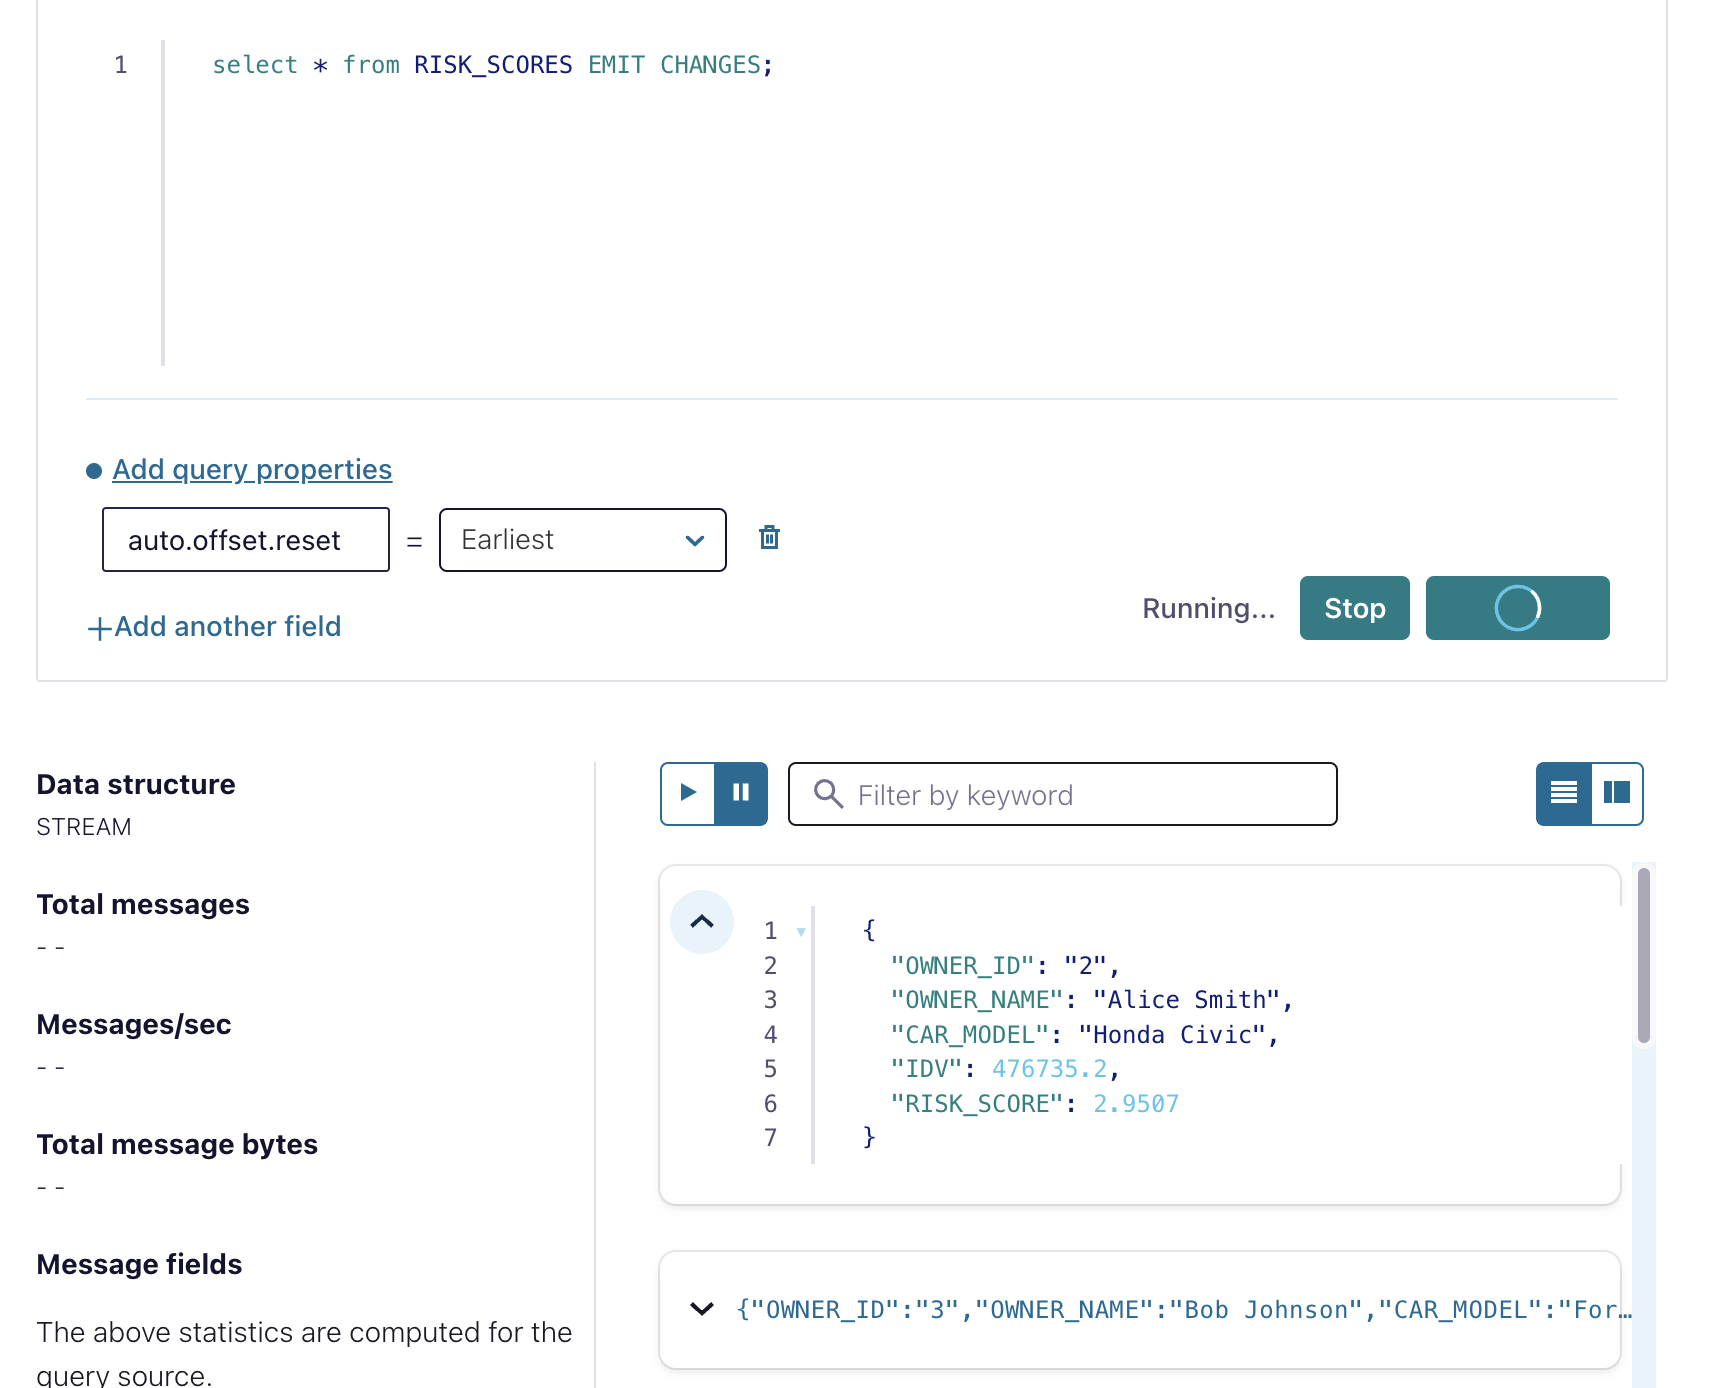 1 select * from RISK_SCORES EMIT CHANGES;
Add query properties
auto.offset.reset = Earliest
+Add another field
Running... Stop
Data structure
STREAM
Total messages
- -
Messages/sec
- -
Total message bytes
- -
Message fields
The above statistics are computed for the
query source.
Filter by keyword
1 {
2 "OWNER_ID": "2",
3 "OWNER_NAME": "Alice Smith",
4 "CAR_MODEL": "Honda Civic",
5 "IDV": 476735.2,
6 "RISK_SCORE": 2.9507
7 }
{"OWNER_ID":"3","OWNER_NAME":"Bob Johnson","CAR_MODEL":"For…